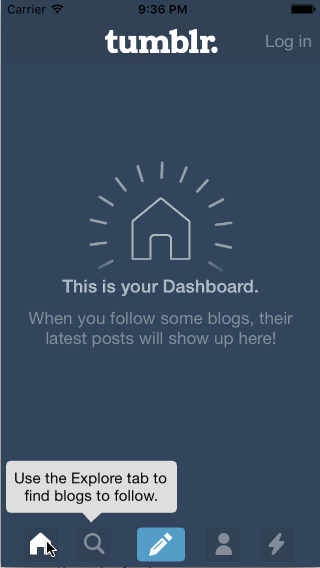 Carrier 9:36 PM
tumblr. Log in
This is your Dashboard.
When you follow some blogs, their
latest posts will show up here!
Use the Explore tab to
find blogs to follow.